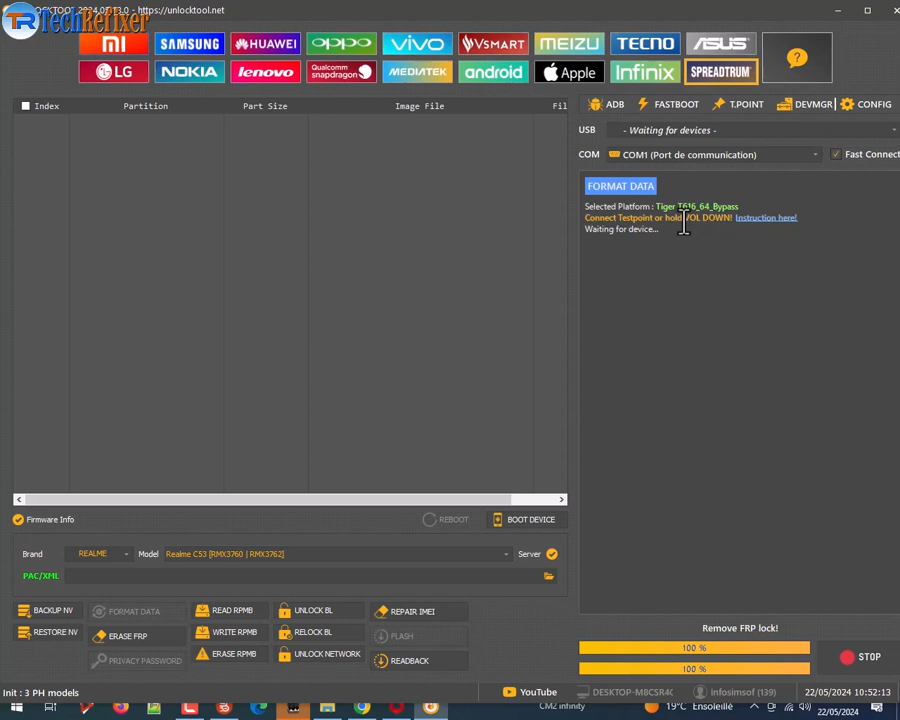 TR TechRefixer
OCKTOOL 2024.05.13.0 - https://unlocktool.net
MI SAMSUNG HUAWEI oppo vivo VSMART MEIZU TECNO ASUS
LG NOKIA lenovo Qualcomm snapdragon MEDIATEK android Apple Infinix SPREADTRUM
Index Partition Part Size Image File Fil
ADB FASTBOOT T.POINT DEVMGR CONFIG
USB - Waiting for devices -
COM COM1 (Port de communication) Fast Connect
FORMAT DATA
Selected Platform : Tiger T616_64_Bypass
Connect Testpoint or hold VOL DOWN! Instruction here!
Waiting for device...
Firmware Info REBOOT BOOT DEVICE
Brand REALME Model Realme C53 [RMX3760 | RMX3762] Server
PAC/XML
BACKUP NV FORMAT DATA READ RPMB UNLOCK BL REPAIR IMEI
RESTORE NV ERASE FRP WRITE RPMB RELOCK BL FLASH
PRIVACY PASSWORD ERASE RPMB UNLOCK NETWORK READBACK
Remove FRP lock!
100 %
100 %
STOP
Init : 3 PH models YouTube DESKTOP-M8CSR4C infosimsof (139) 22/05/2024 10:52:13
CM2 infinity 19°C Ensoleillé 10:52
22/05/2024